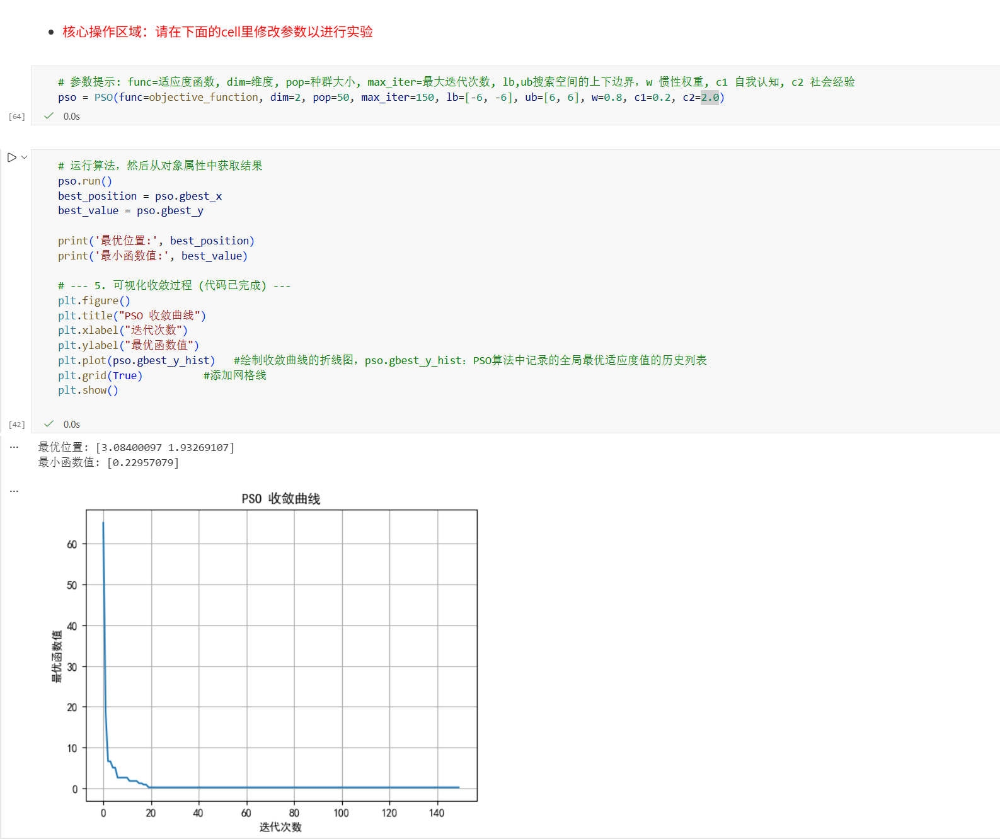 • 核心操作区域：请在下面的cell里修改参数以进行实验
# 参数提示: func=适应度函数, dim=维度, pop=种群大小, max_iter=最大迭代次数, lb,ub搜索空间的上下边界，w 惯性权重, c1 自我认知, c2 社会经验
pso = PSO(func=objective_function, dim=2, pop=50, max_iter=150, lb=[-6, -6], ub=[6, 6], w=0.8, c1=0.2, c2=2.0)
[64] ✓ 0.0s
# 运行算法，然后从对象属性中获取结果
pso.run()
best_position = pso.gbest_x
best_value = pso.gbest_y
print('最优位置:', best_position)
print('最小函数值:', best_value)
# --- 5. 可视化收敛过程 (代码已完成) ---
plt.figure()
plt.title("PSO 收敛曲线")
plt.xlabel("迭代次数")
plt.ylabel("最优函数值")
plt.plot(pso.gbest_y_hist)   #绘制收敛曲线的折线图，pso.gbest_y_hist：PSO算法中记录的全局最优适应度值的历史列表
plt.grid(True)          #添加网格线
plt.show()
[42] ✓ 0.0s
... 最优位置: [3.08400097 1.93269107]
最小函数值: [0.22957079]
...
PSO 收敛曲线
60
50
40
30
20
10
0
最优函数值
0 20 40 60 80 100 120 140
迭代次数